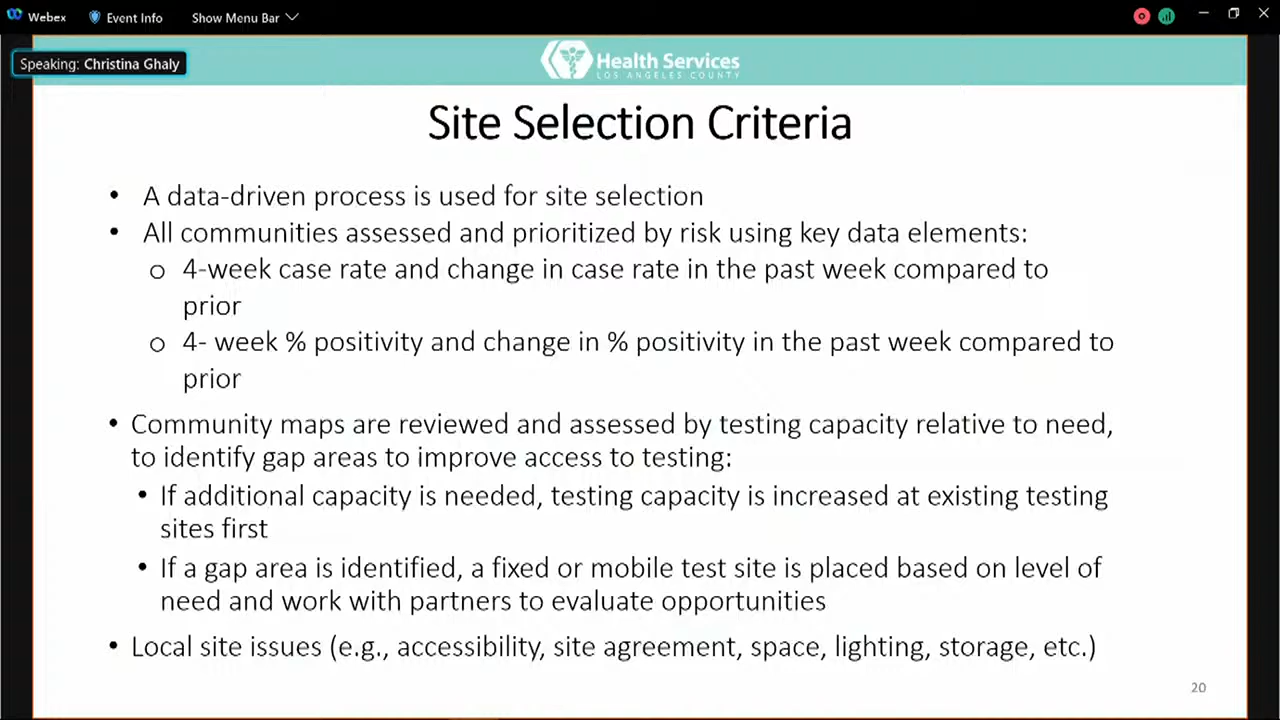 Webex Event Info Show Menu Bar
Speaking: Christina Ghaly
Health Services
LOS ANGELES COUNTY
Site Selection Criteria
• A data-driven process is used for site selection
• All communities assessed and prioritized by risk using key data elements:
o 4-week case rate and change in case rate in the past week compared to
prior
o 4- week % positivity and change in % positivity in the past week compared to
prior
• Community maps are reviewed and assessed by testing capacity relative to need,
to identify gap areas to improve access to testing:
• If additional capacity is needed, testing capacity is increased at existing testing
sites first
• If a gap area is identified, a fixed or mobile test site is placed based on level of
need and work with partners to evaluate opportunities
• Local site issues (e.g., accessibility, site agreement, space, lighting, storage, etc.)
20